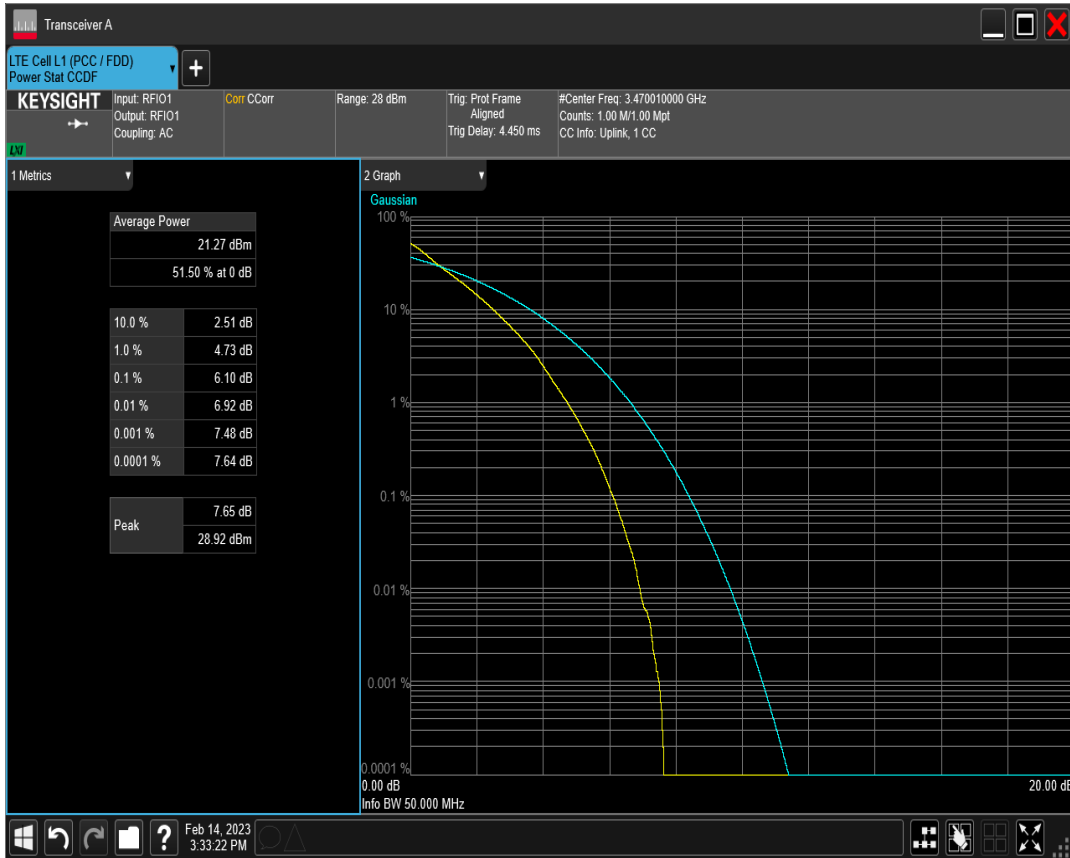 Transceiver A
LTE Cell L1 (PCC / FDD)
Power Stat CCDF
+
KEYSIGHT
LXI
Input: RFIO1
Output: RFIO1
Coupling: AC
Corr CCorr
Range: 28 dBm
Trig: Prot Frame
Aligned
Trig Delay: 4.450 ms
#Center Freq: 3.470010000 GHz
Counts: 1.00 M/1.00 Mpt
CC Info: Uplink, 1 CC
1 Metrics
Average Power
21.27 dBm
51.50 % at 0 dB
10.0 % 2.51 dB
1.0 % 4.73 dB
0.1 % 6.10 dB
0.01 % 6.92 dB
0.001 % 7.48 dB
0.0001 % 7.64 dB
Peak 7.65 dB
28.92 dBm
2 Graph
Gaussian
100 %
10 %
1 %
0.1 %
0.01 %
0.001 %
0.0001 %
0.00 dB 20.00 dB
Info BW 50.000 MHz
?
Feb 14, 2023
3:33:22 PM